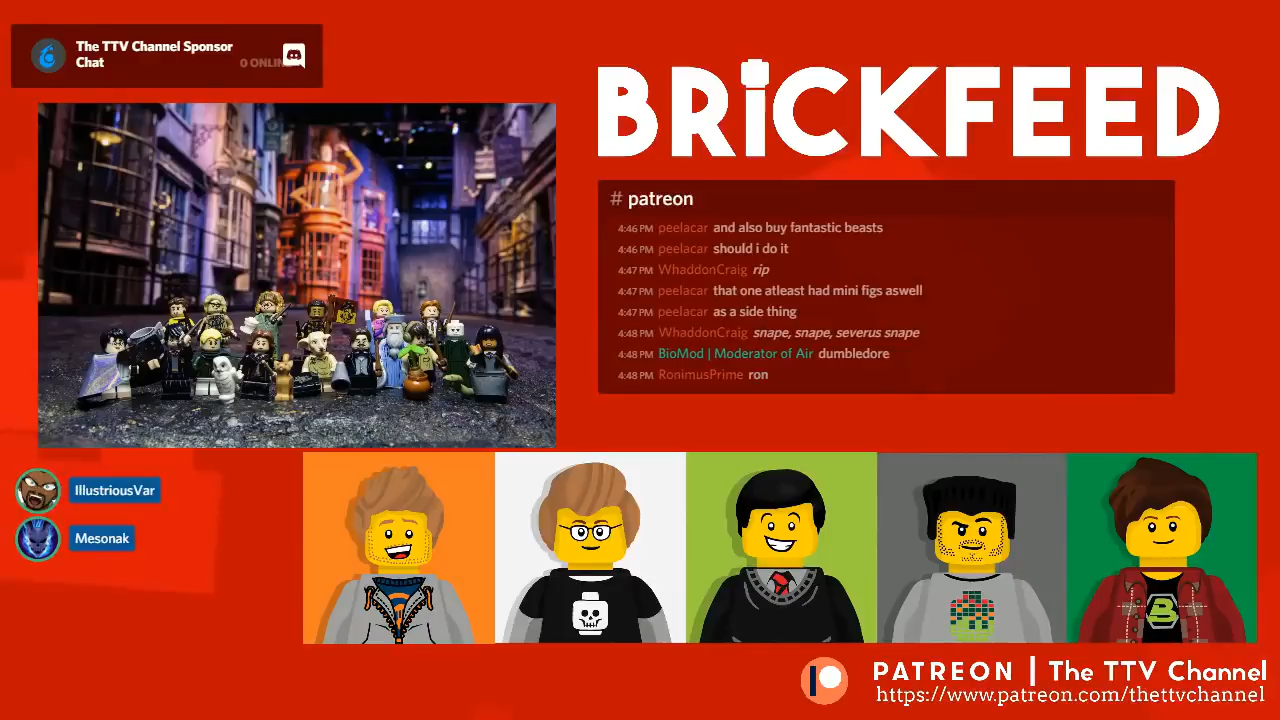 The TTV Channel Sponsor
Chat
0 ONLIN
BRiCKFEED
# patreon
4:46 PM peelacar and also buy fantastic beasts
4:46 PM peelacar should i do it
4:47 PM WhaddonCraig rip
4:47 PM peelacar that one atleast had mini figs aswell
4:47 PM peelacar as a side thing
4:48 PM WhaddonCraig snape, snape, severus snape
4:48 PM BioMod | Moderator of Air dumbledore
4:48 PM RonimusPrime ron
IllustriousVar
Mesonak
B
PATREON | The TTV Channel
https://www.patreon.com/thettvchannel